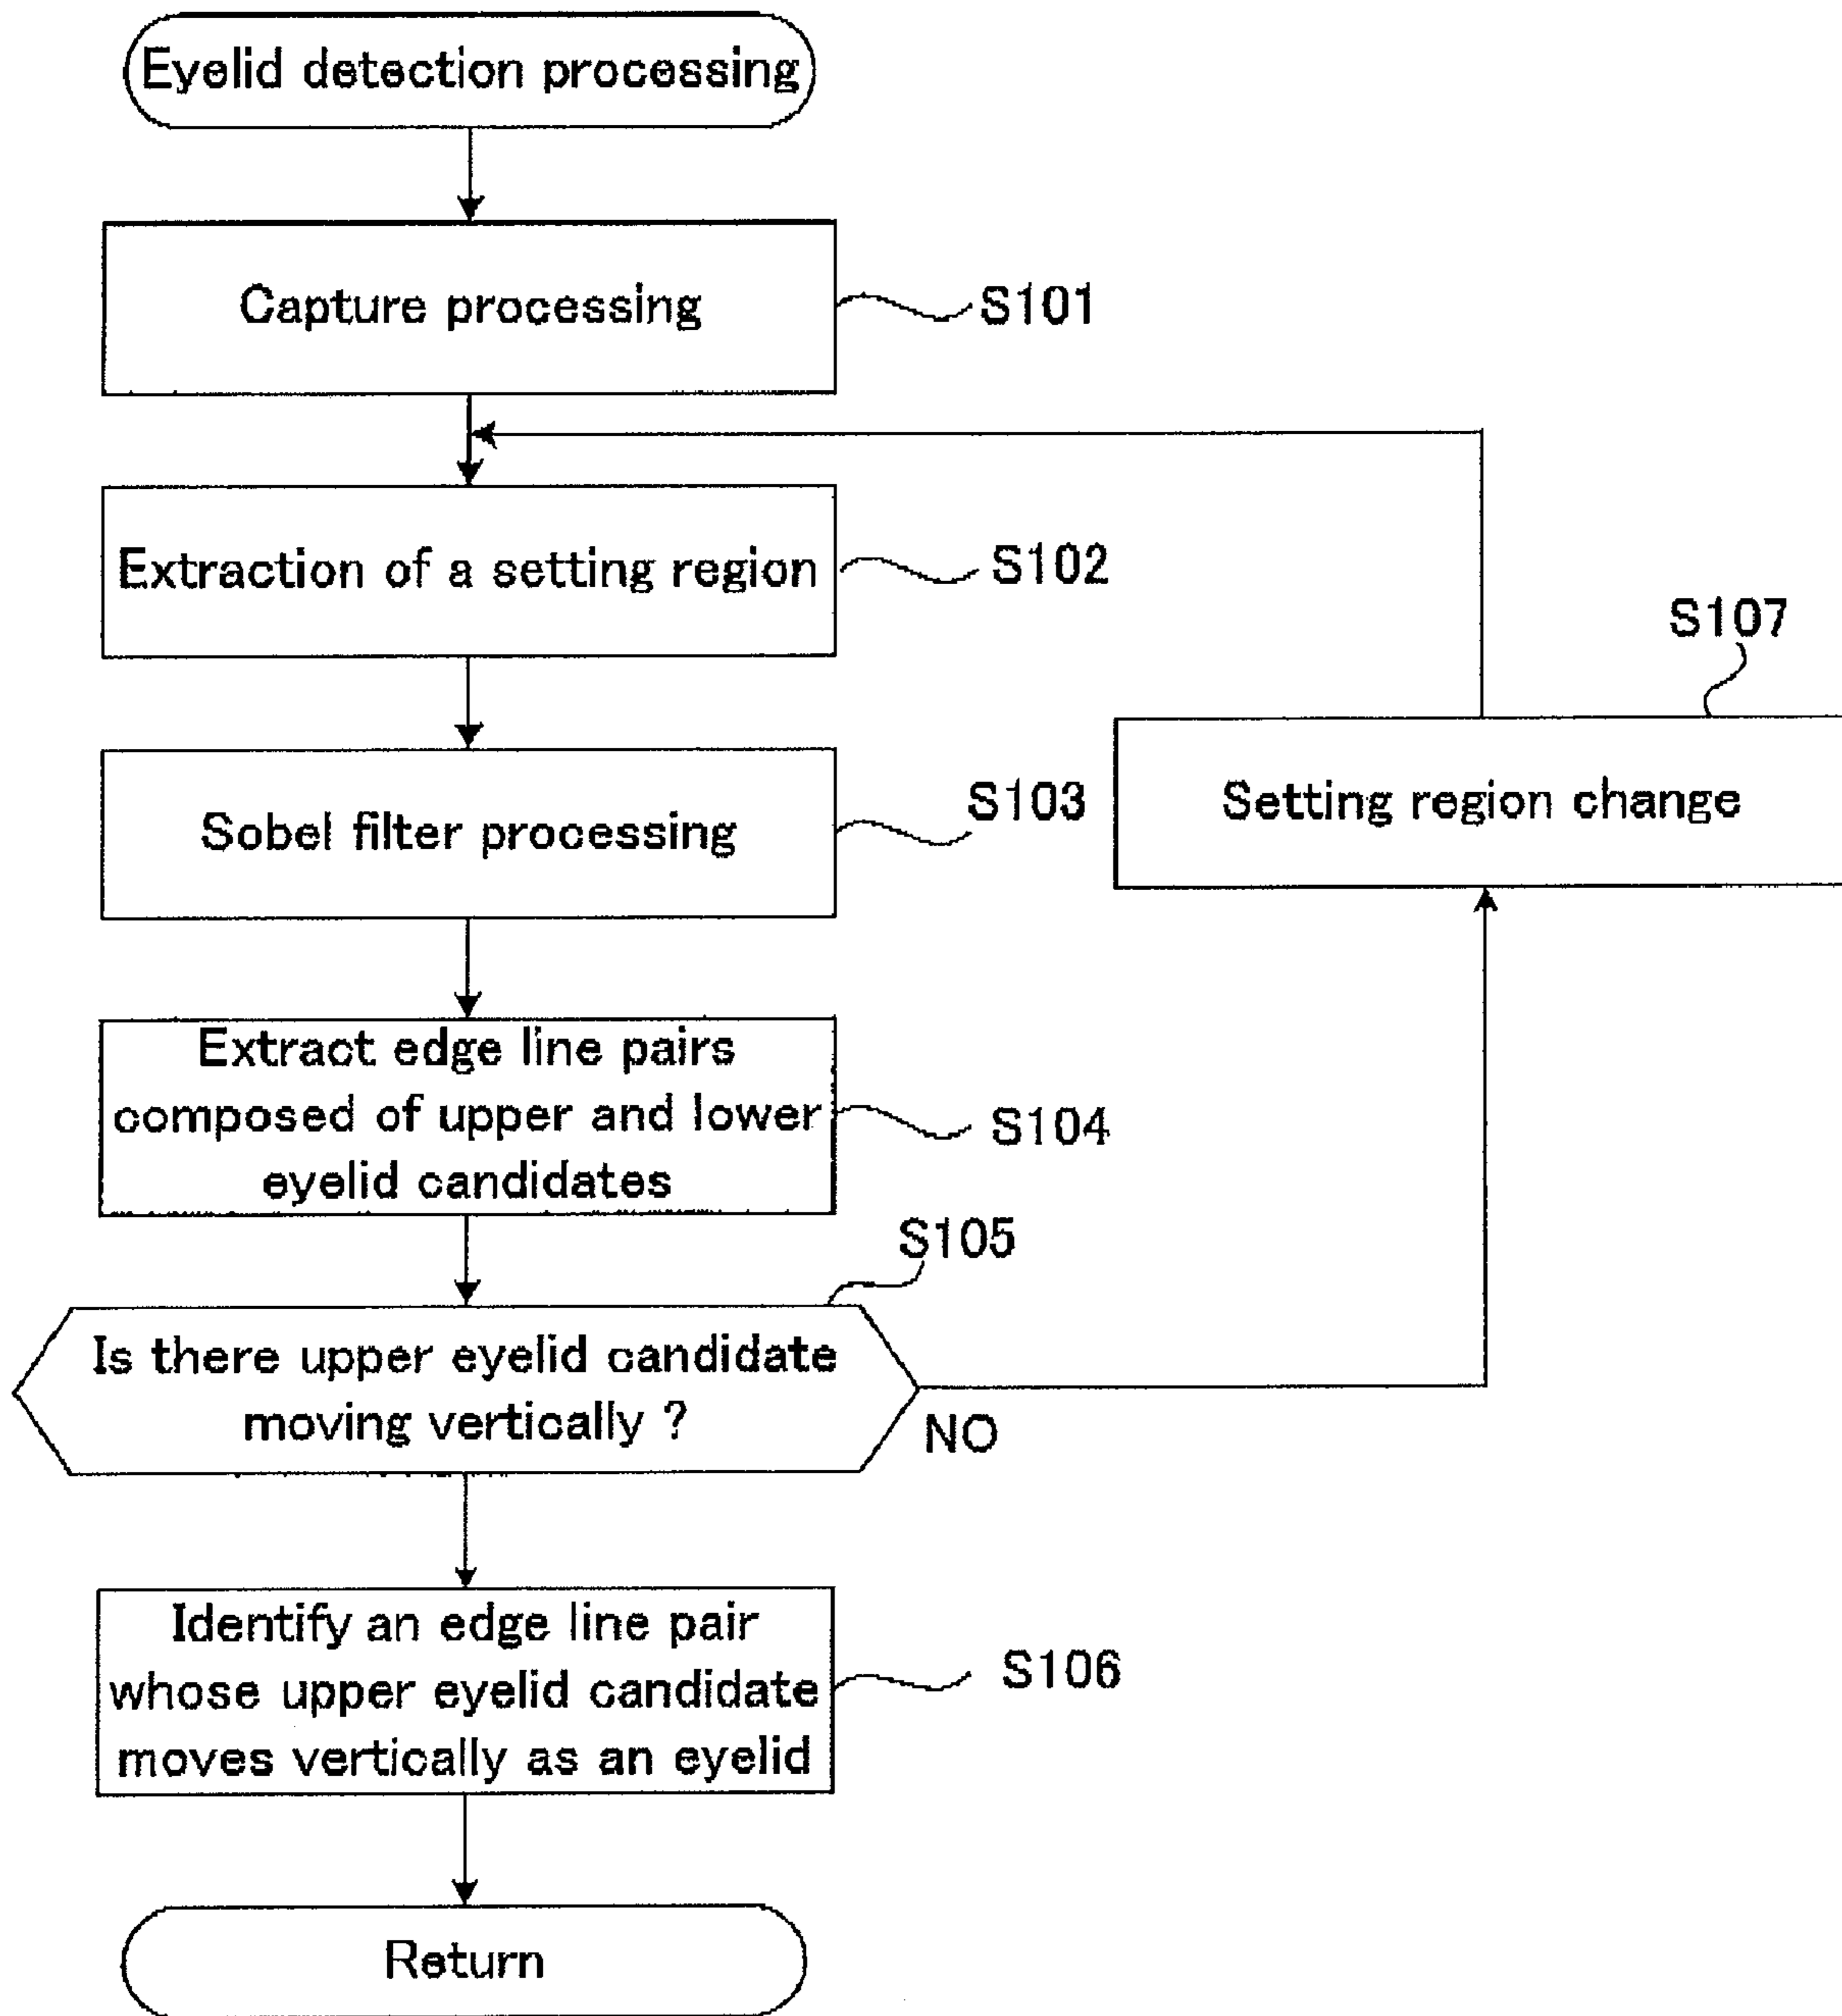 Eyelid detection processing
Capture processing
S101
Extraction of a setting region
S102
S107
Setting region change
Sobel filter processing
S103
Extract edge line pairs
composed of upper and lower
eyelid candidates
S104
S105
Is there upper eyelid candidate
moving vertically ?
NO
Identify an edge line pair
whose upper eyelid candidate
moves vertically as an eyelid
S106
Return